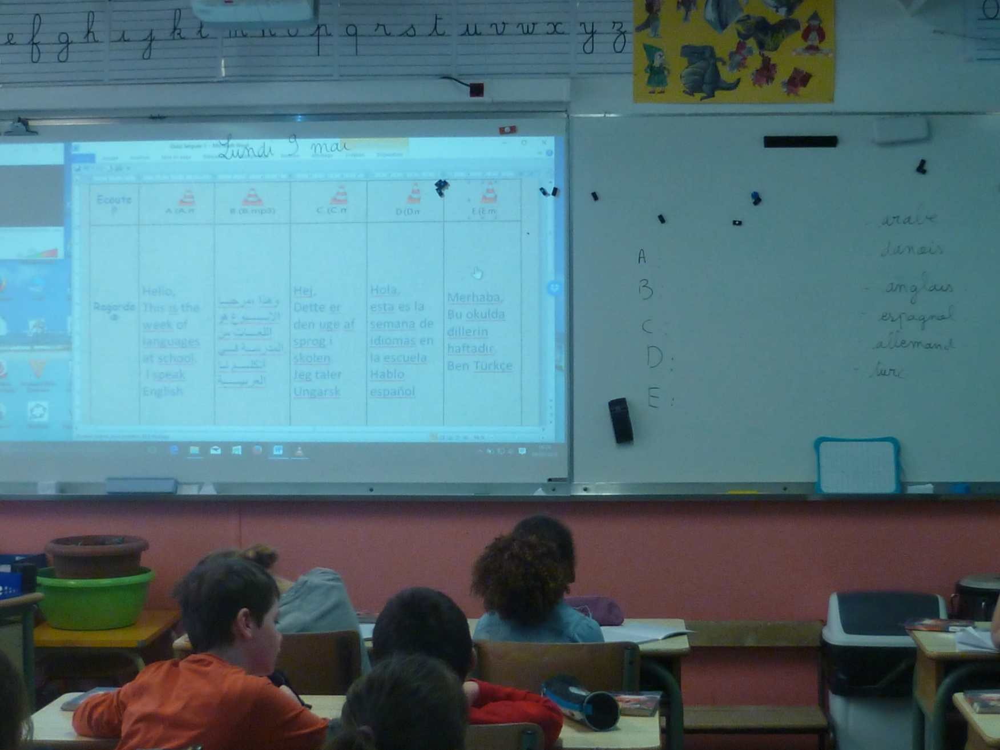 e f g h i j k l m n o p q r s t u v w x y z
Lundi 9 mai
Ecoute
A (A.m
B (B.mp3)
C (C.m
D (D.m
E (E.m
Regarde
Hello,
This is the
week of
languages
at school.
I speak
English
وهذا ،مرحبا
الأسبوع هو
اللغات من
المدرسة في.
أتكلم نا
العربية
Hej,
Dette er
den uge af
sprog i
skolen.
Jeg taler
Ungarsk
Hola,
esta es la
semana de
idiomas en
la escuela
Hablo
español
Merhaba,
Bu okulda
dillerin
haftadır.
Ben Türkçe
A :
B :
C :
D :
E :
- arabe
- danois
- anglais
- espagnol
- allemand
- turc